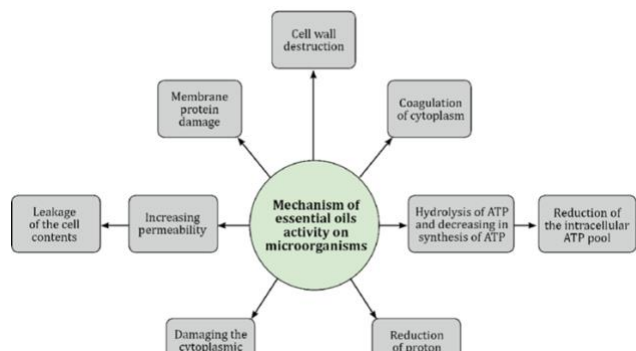 Cell wall
destruction
Membrane
protein
damage
Coagulation
of cytoplasm
Leakage
of the cell
contents
Increasing
permeability
Mechanism of
essential oils
activity on
microorganisms
Hydrolysis of ATP
and decreasing in
synthesis of ATP
Reduction of
the intracellular
ATP pool
Damaging the
cytoplasmic
Reduction
of proton